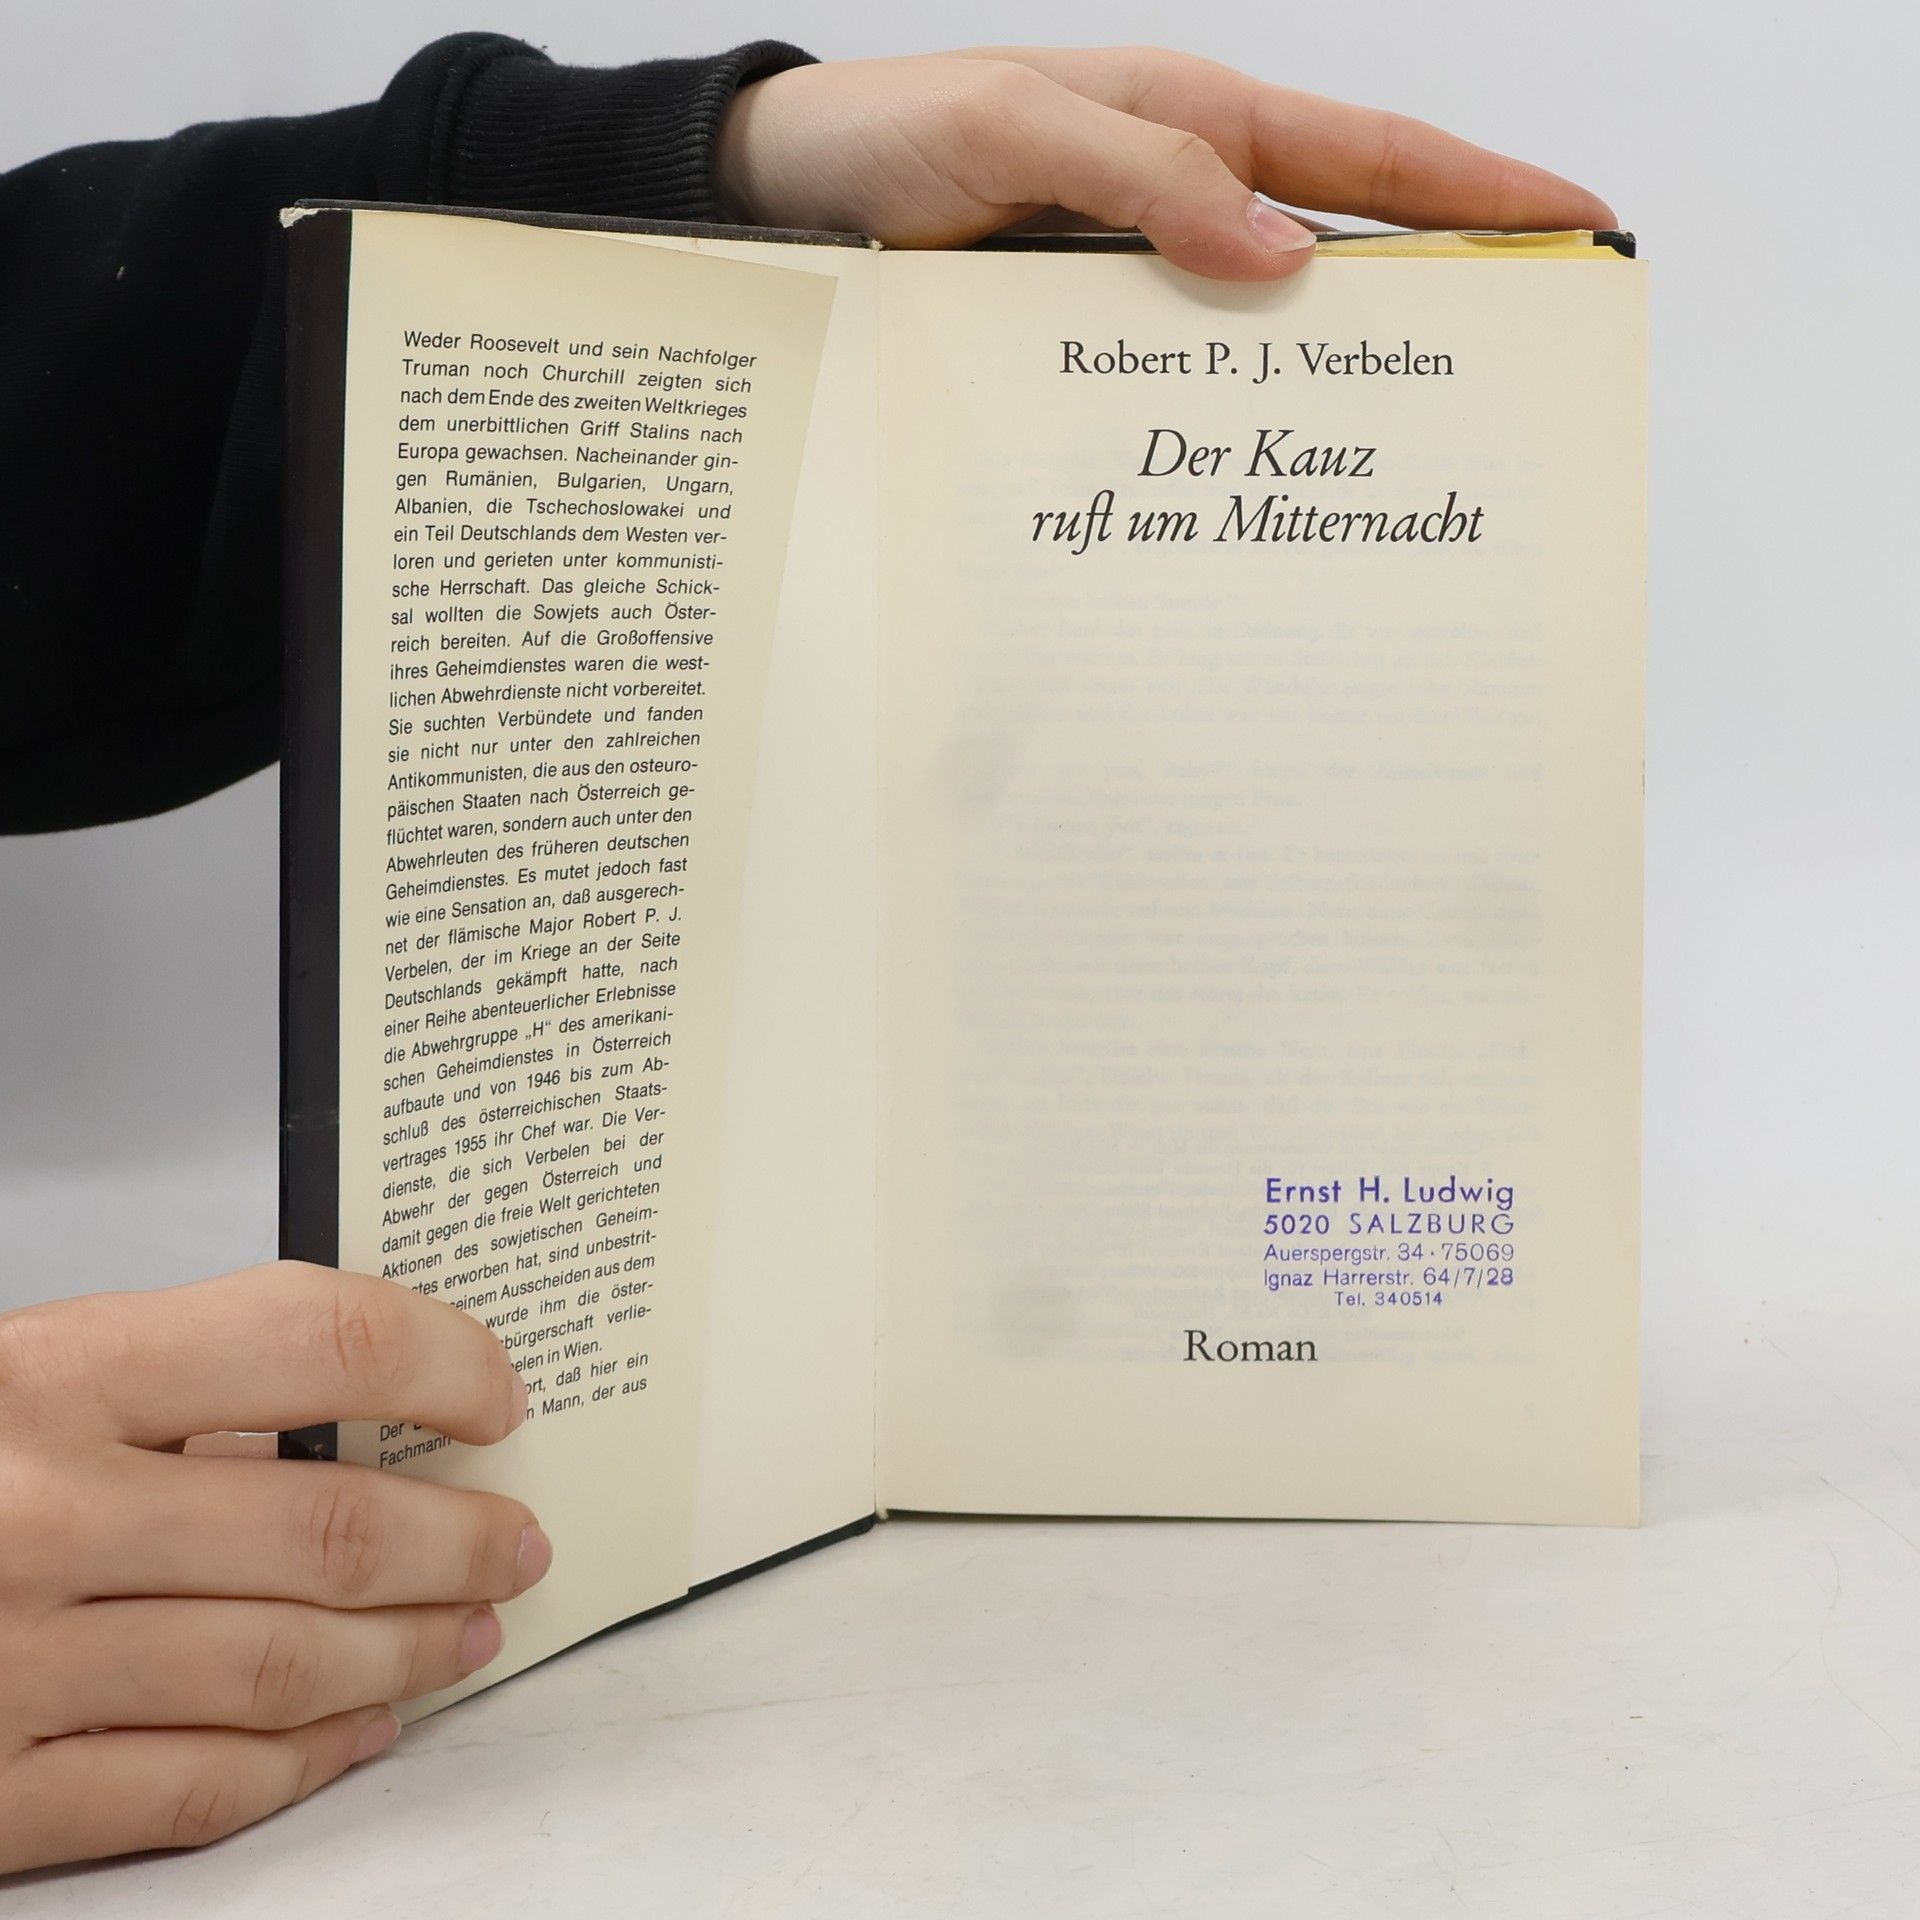 Weder Roosevelt und sein Nachfolger
Truman noch Churchill zeigten sich
nach dem Ende des zweiten Weltkrieges
dem unerbittlichen Griff Stalins nach
Europa gewachsen. Nacheinander gin-
gen Rumänien, Bulgarien, Ungarn,
Albanien, die Tschechoslowakei und
ein Teil Deutschlands dem Westen ver-
loren und gerieten unter kommunisti-
sche Herrschaft. Das gleiche Schick-
sal wollten die Sowjets auch Öster-
reich bereiten. Auf die Großoffensive
ihres Geheimdienstes waren die west-
lichen Abwehrdienste nicht vorbereitet.
Sie suchten Verbündete und fanden
sie nicht nur unter den zahlreichen
Antikommunisten, die aus den osteuro-
päischen Staaten nach Österreich ge-
flüchtet waren, sondern auch unter den
Abwehrleuten des früheren deutschen
Geheimdienstes. Es mutet jedoch fast
wie eine Sensation an, daß ausgerech-
net der flämische Major Robert P. J.
Verbelen, der im Kriege an der Seite
Deutschlands gekämpft hatte, nach
einer Reihe abenteuerlicher Erlebnisse
die Abwehrgruppe „H“ des amerikani-
schen Geheimdienstes in Österreich
aufbaute und von 1946 bis zum Ab-
schluß des österreichischen Staats-
vertrages 1955 ihr Chef war. Die Ver-
dienste, die sich Verbelen bei der
Abwehr der gegen Österreich und
damit gegen die freie Welt gerichteten
Aktionen des sowjetischen Geheim-
erworben hat, sind unbestrit-
Ausscheiden aus dem
wurde ihm die öster-
verlie-
in Wien.
daß hier ein
Der Mann, der aus
Robert P. J. Verbelen
Der Kauz
ruft um Mitternacht
Ernst H. Ludwig
5020 SALZBURG
Auerspergstr. 34 · 75069
Ignaz Harrerstr. 64/7/28
Tel. 340514
Roman